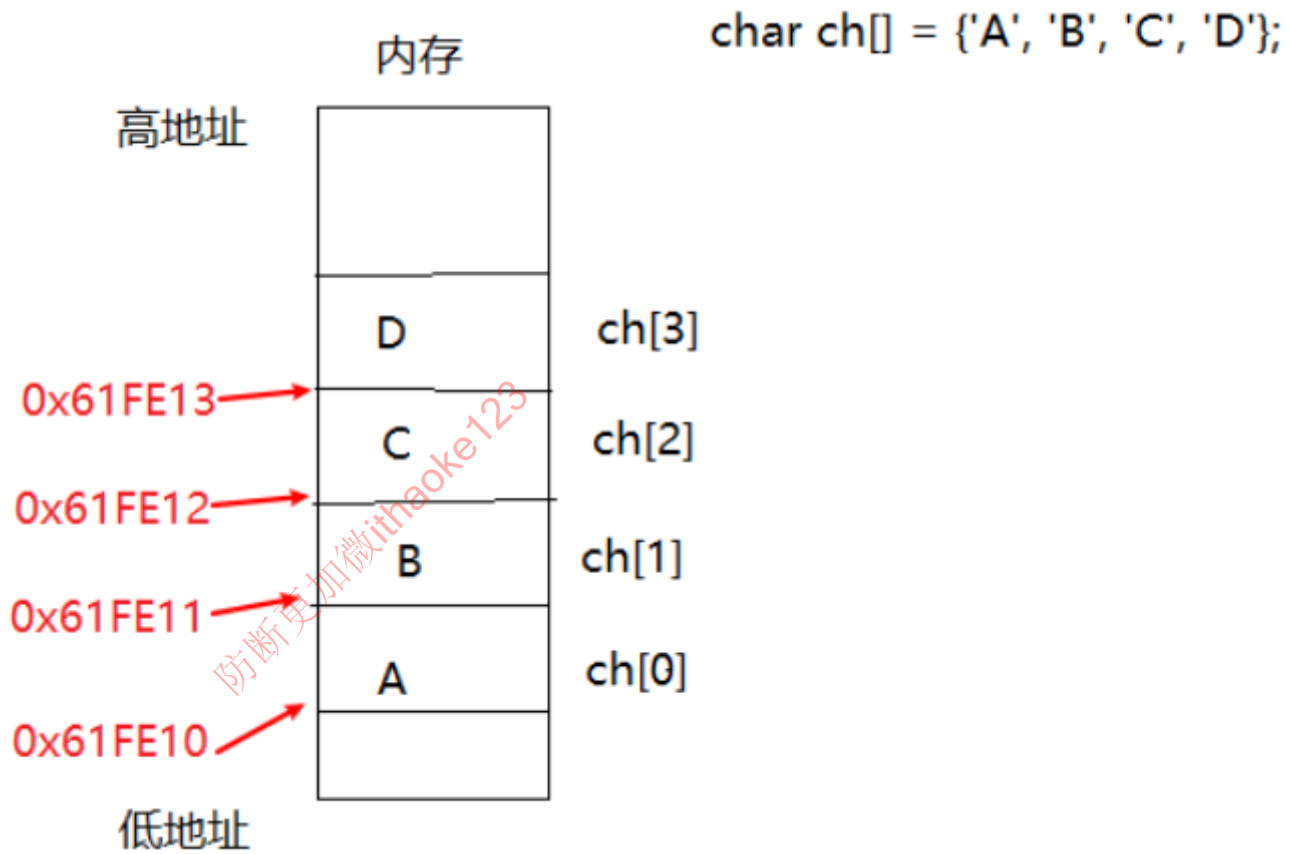 char ch[] = {'A', 'B', 'C', 'D'};
内存
高地址
D
ch[3]
0x61FE13
C
ch[2]
0x61FE12
B
ch[1]
0x61FE11
A
ch[0]
0x61FE10
低地址
防断更加微ithaoke123